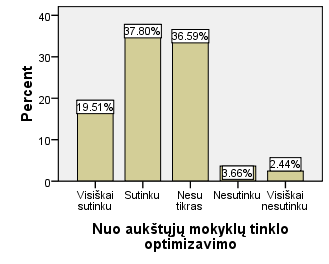 40
37.80%
36.59%
30
20
19.51%
10
3.66%
2.44%
0
Percent
Visiškai
sutinku
Sutinku
Nesu
tikras
Nesutinku
Visiškai
nesutinku
Nuo aukštųjų mokyklų tinklo
optimizavimo